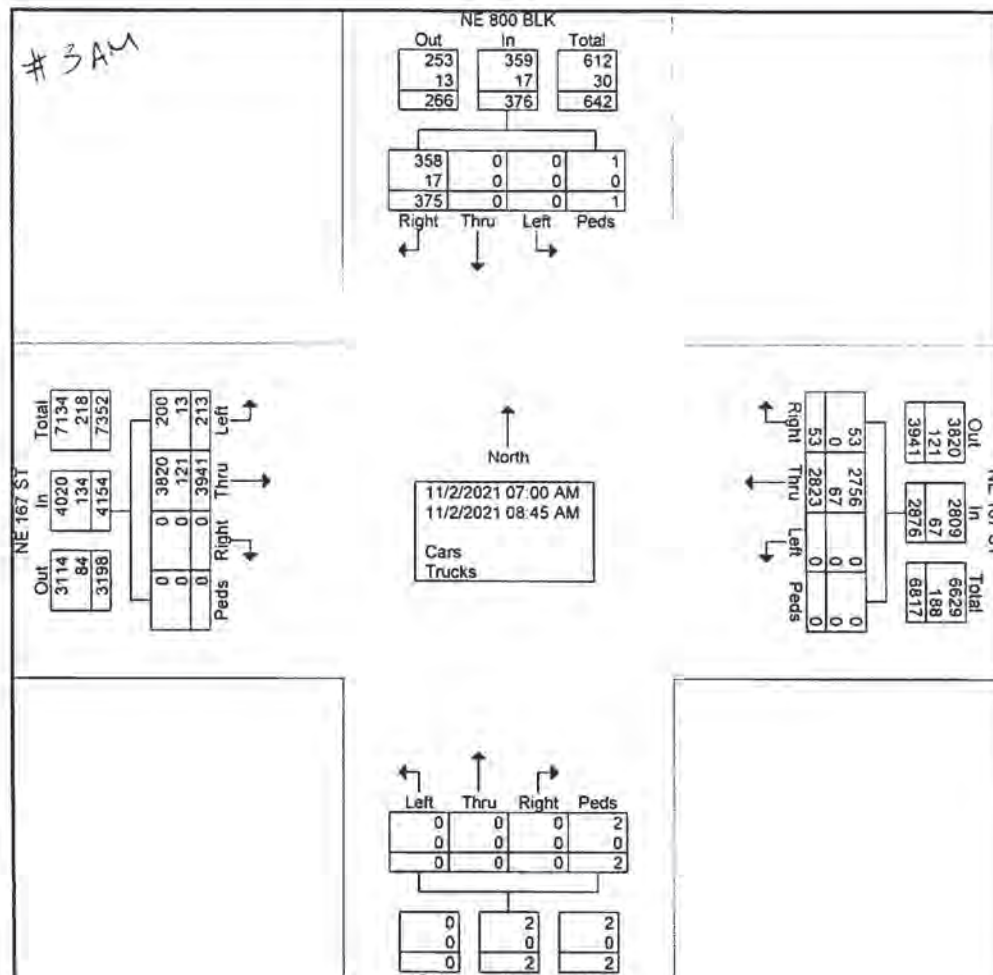 # 3 AM
NE 800 BLK
Out In Total
253 359 612
13 17 30
266 376 642
358 0 0 1
17 0 0 0
375 0 0 1
Right Thru Left Peds
NE 167 ST
Total In Out
7134 4020 3114
218 134 84
7352 4154 3198
200 3820 0 0
13 121 0 0
213 3941 0 0
Left Thru Right Peds
North
11/2/2021 07:00 AM
11/2/2021 08:45 AM
Cars
Trucks
Out In Total
3820 2809 6629
121 67 188
3941 2876 6817
53 2756 0 0
0 67 0 0
53 2823 0 0
Right Thru Left Peds
Left Thru Right Peds
0 0 0 2
0 0 0 0
0 0 0 2
0 2 2
0 0 0
0 2 2